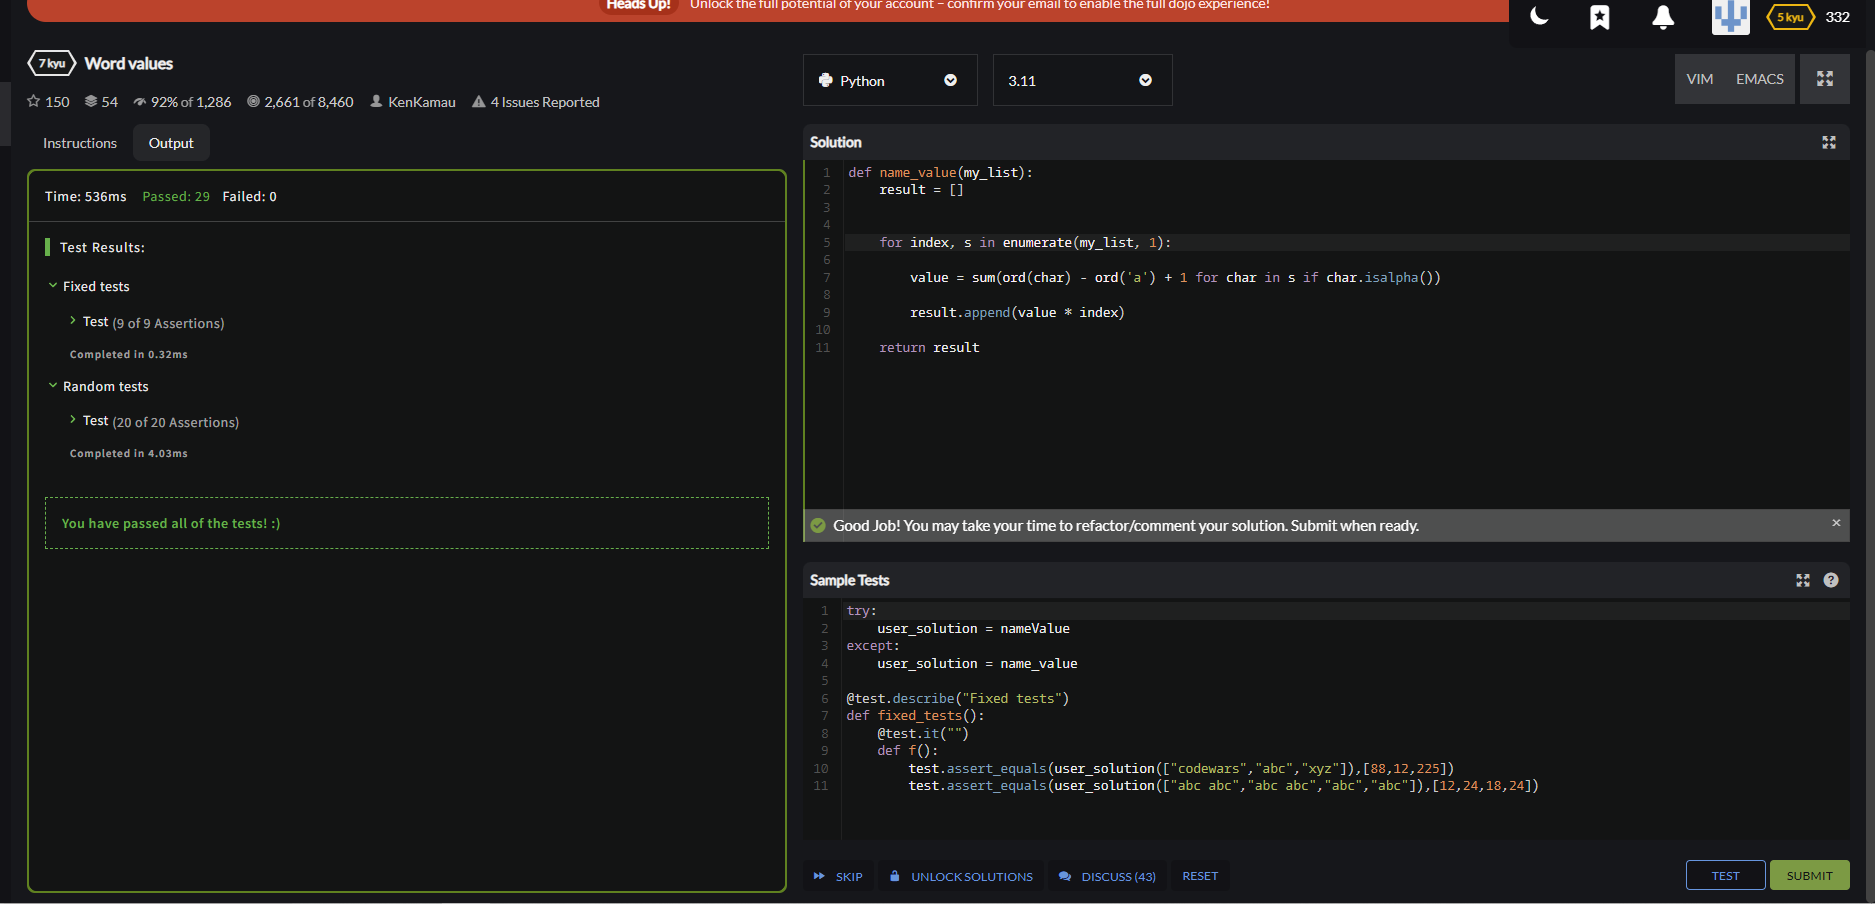 Heads Up! Unlock the full potential of your account – confirm your email to enable the full dojo experience!
5 kyu 332
7 kyu Word values
150 54 92% of 1,286 2,661 of 8,460 KenKamau 4 Issues Reported
Instructions Output
Time: 536ms Passed: 29 Failed: 0
Test Results:
Fixed tests
Test (9 of 9 Assertions)
Completed in 0.32ms
Random tests
Test (20 of 20 Assertions)
Completed in 4.03ms
You have passed all of the tests! :)
Python 3.11 VIM EMACS
Solution
1 def name_value(my_list):
2     result = []
3
4
5     for index, s in enumerate(my_list, 1):
6
7         value = sum(ord(char) - ord('a') + 1 for char in s if char.isalpha())
8
9         result.append(value * index)
10
11     return result
Good Job! You may take your time to refactor/comment your solution. Submit when ready. ×
Sample Tests ?
1 try:
2     user_solution = nameValue
3 except:
4     user_solution = name_value
5
6 @test.describe("Fixed tests")
7 def fixed_tests():
8     @test.it("")
9     def f():
10         test.assert_equals(user_solution(["codewars","abc","xyz"]),[88,12,225])
11         test.assert_equals(user_solution(["abc abc","abc abc","abc","abc"]),[12,24,18,24])
SKIP UNLOCK SOLUTIONS DISCUSS (43) RESET TEST SUBMIT